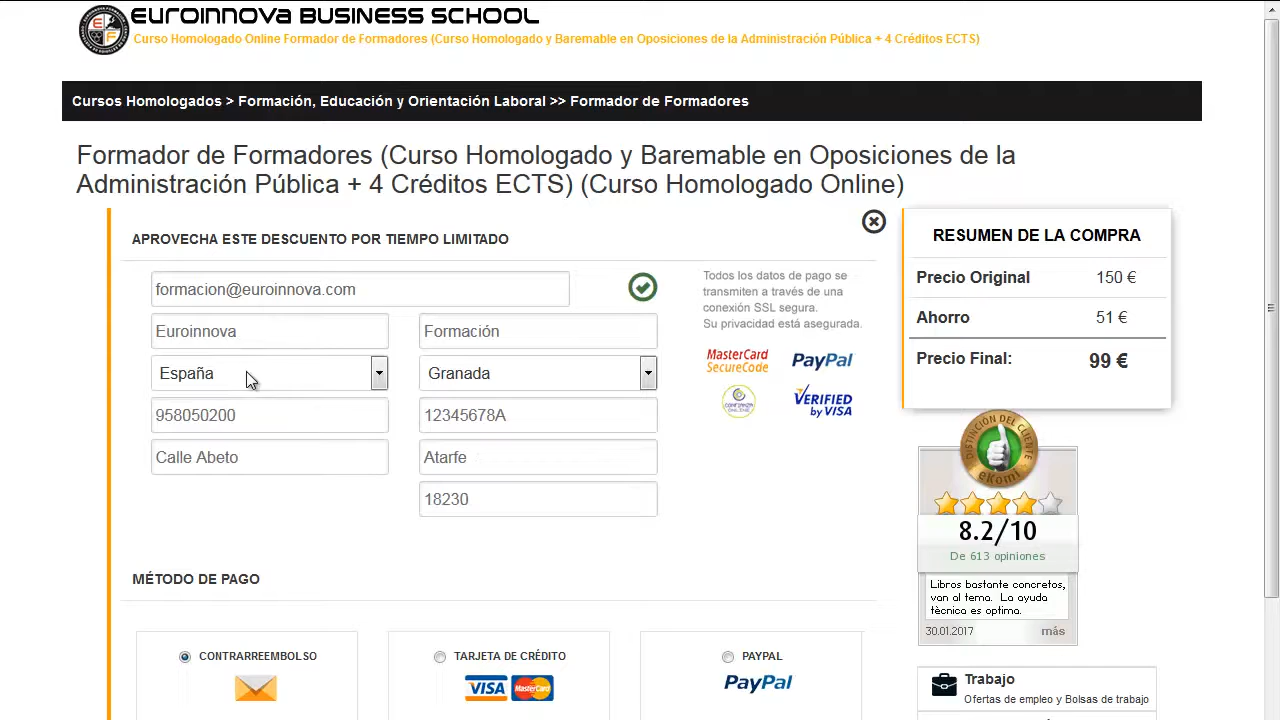 EUROINNOVA BUSINESS SCHOOL
Curso Homologado Online Formador de Formadores (Curso Homologado y Baremable en Oposiciones de la Administración Pública + 4 Créditos ECTS)
Cursos Homologados > Formación, Educación y Orientación Laboral >> Formador de Formadores
Formador de Formadores (Curso Homologado y Baremable en Oposiciones de la
Administración Pública + 4 Créditos ECTS) (Curso Homologado Online)
APROVECHA ESTE DESCUENTO POR TIEMPO LIMITADO
formacion@euroinnova.com
Euroinnova
Formación
España
Granada
958050200
12345678A
Calle Abeto
Atarfe
18230
Todos los datos de pago se
transmiten a través de una
conexión SSL segura.
Su privacidad está asegurada.
MasterCard
SecureCode
PayPal
CONFIANZA
ONLINE
VERIFIED
by VISA
RESUMEN DE LA COMPRA
Precio Original 150 €
Ahorro 51 €
Precio Final: 99 €
DISTINCION DEL CLIENTE
eKomi
8.2/10
De 613 opiniones
Libros bastante concretos,
van al tema. La ayuda
tècnica es optima.
30.01.2017 más
Trabajo
Ofertas de empleo y Bolsas de trabajo
MÉTODO DE PAGO
CONTRARREEMBOLSO
TARJETA DE CRÉDITO
VISA MasterCard
PAYPAL
PayPal